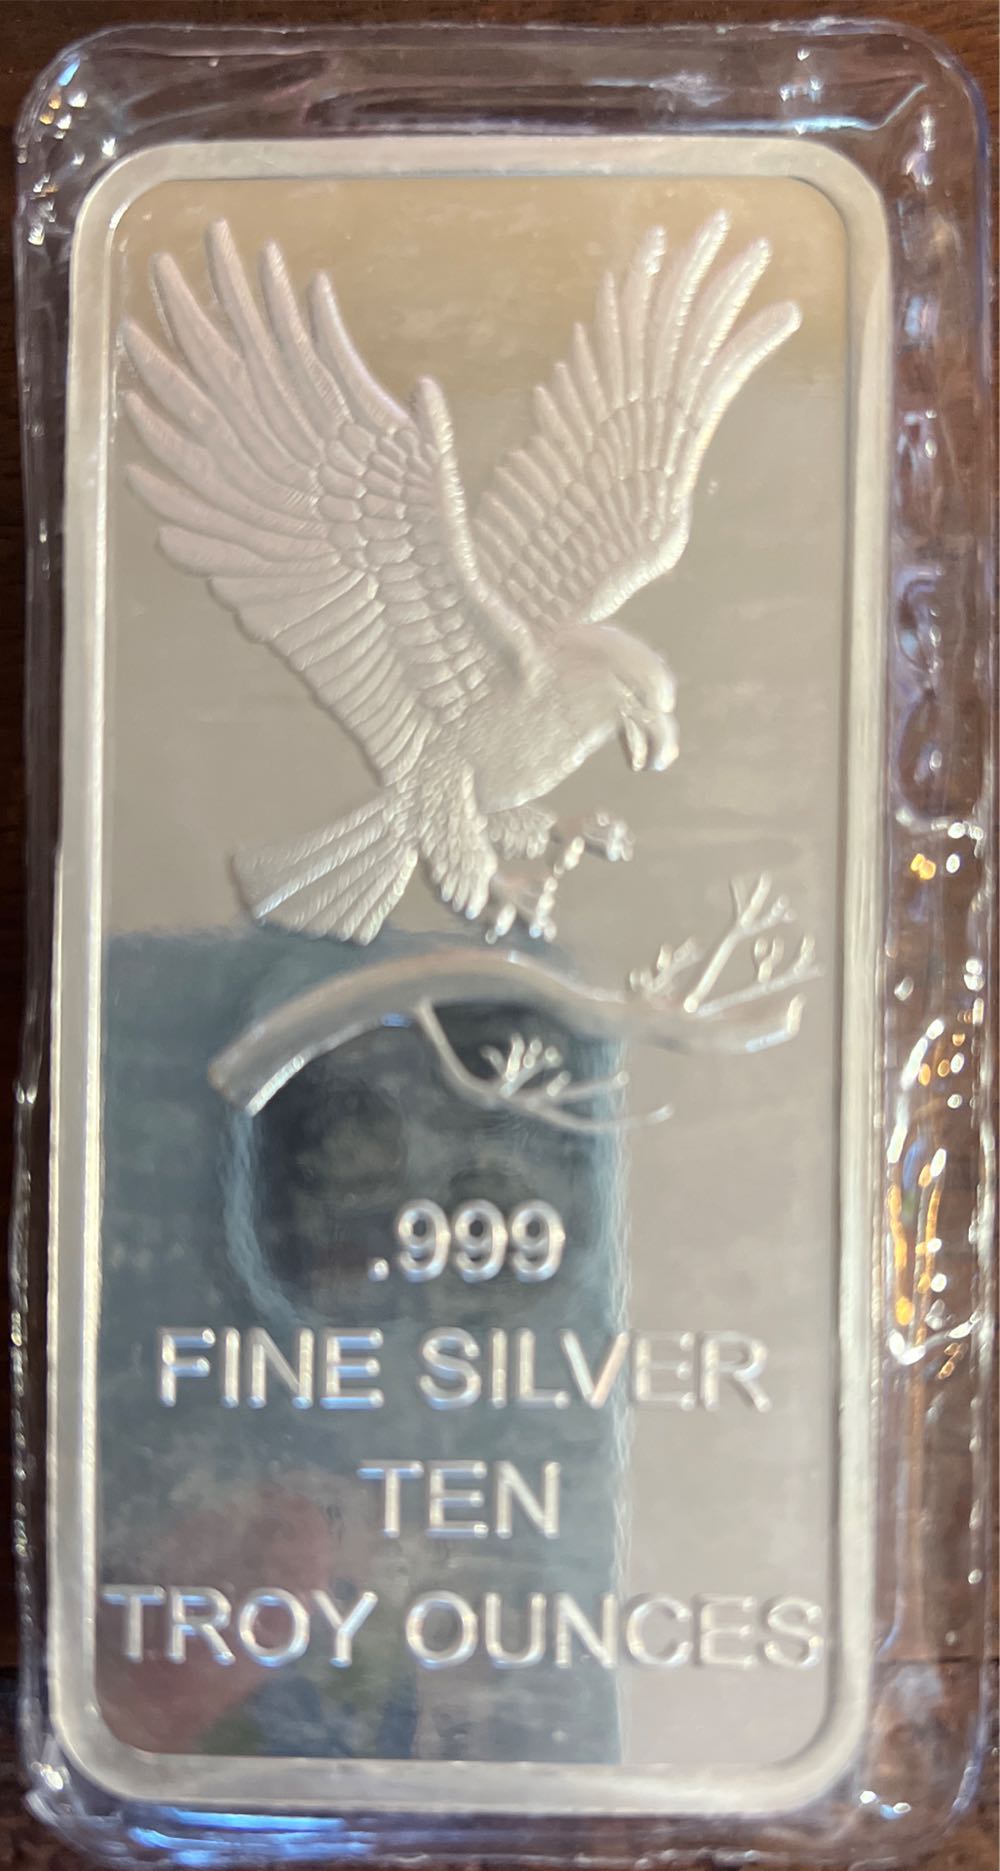 .999
FINE SILVER
TEN
TROY OUNCES